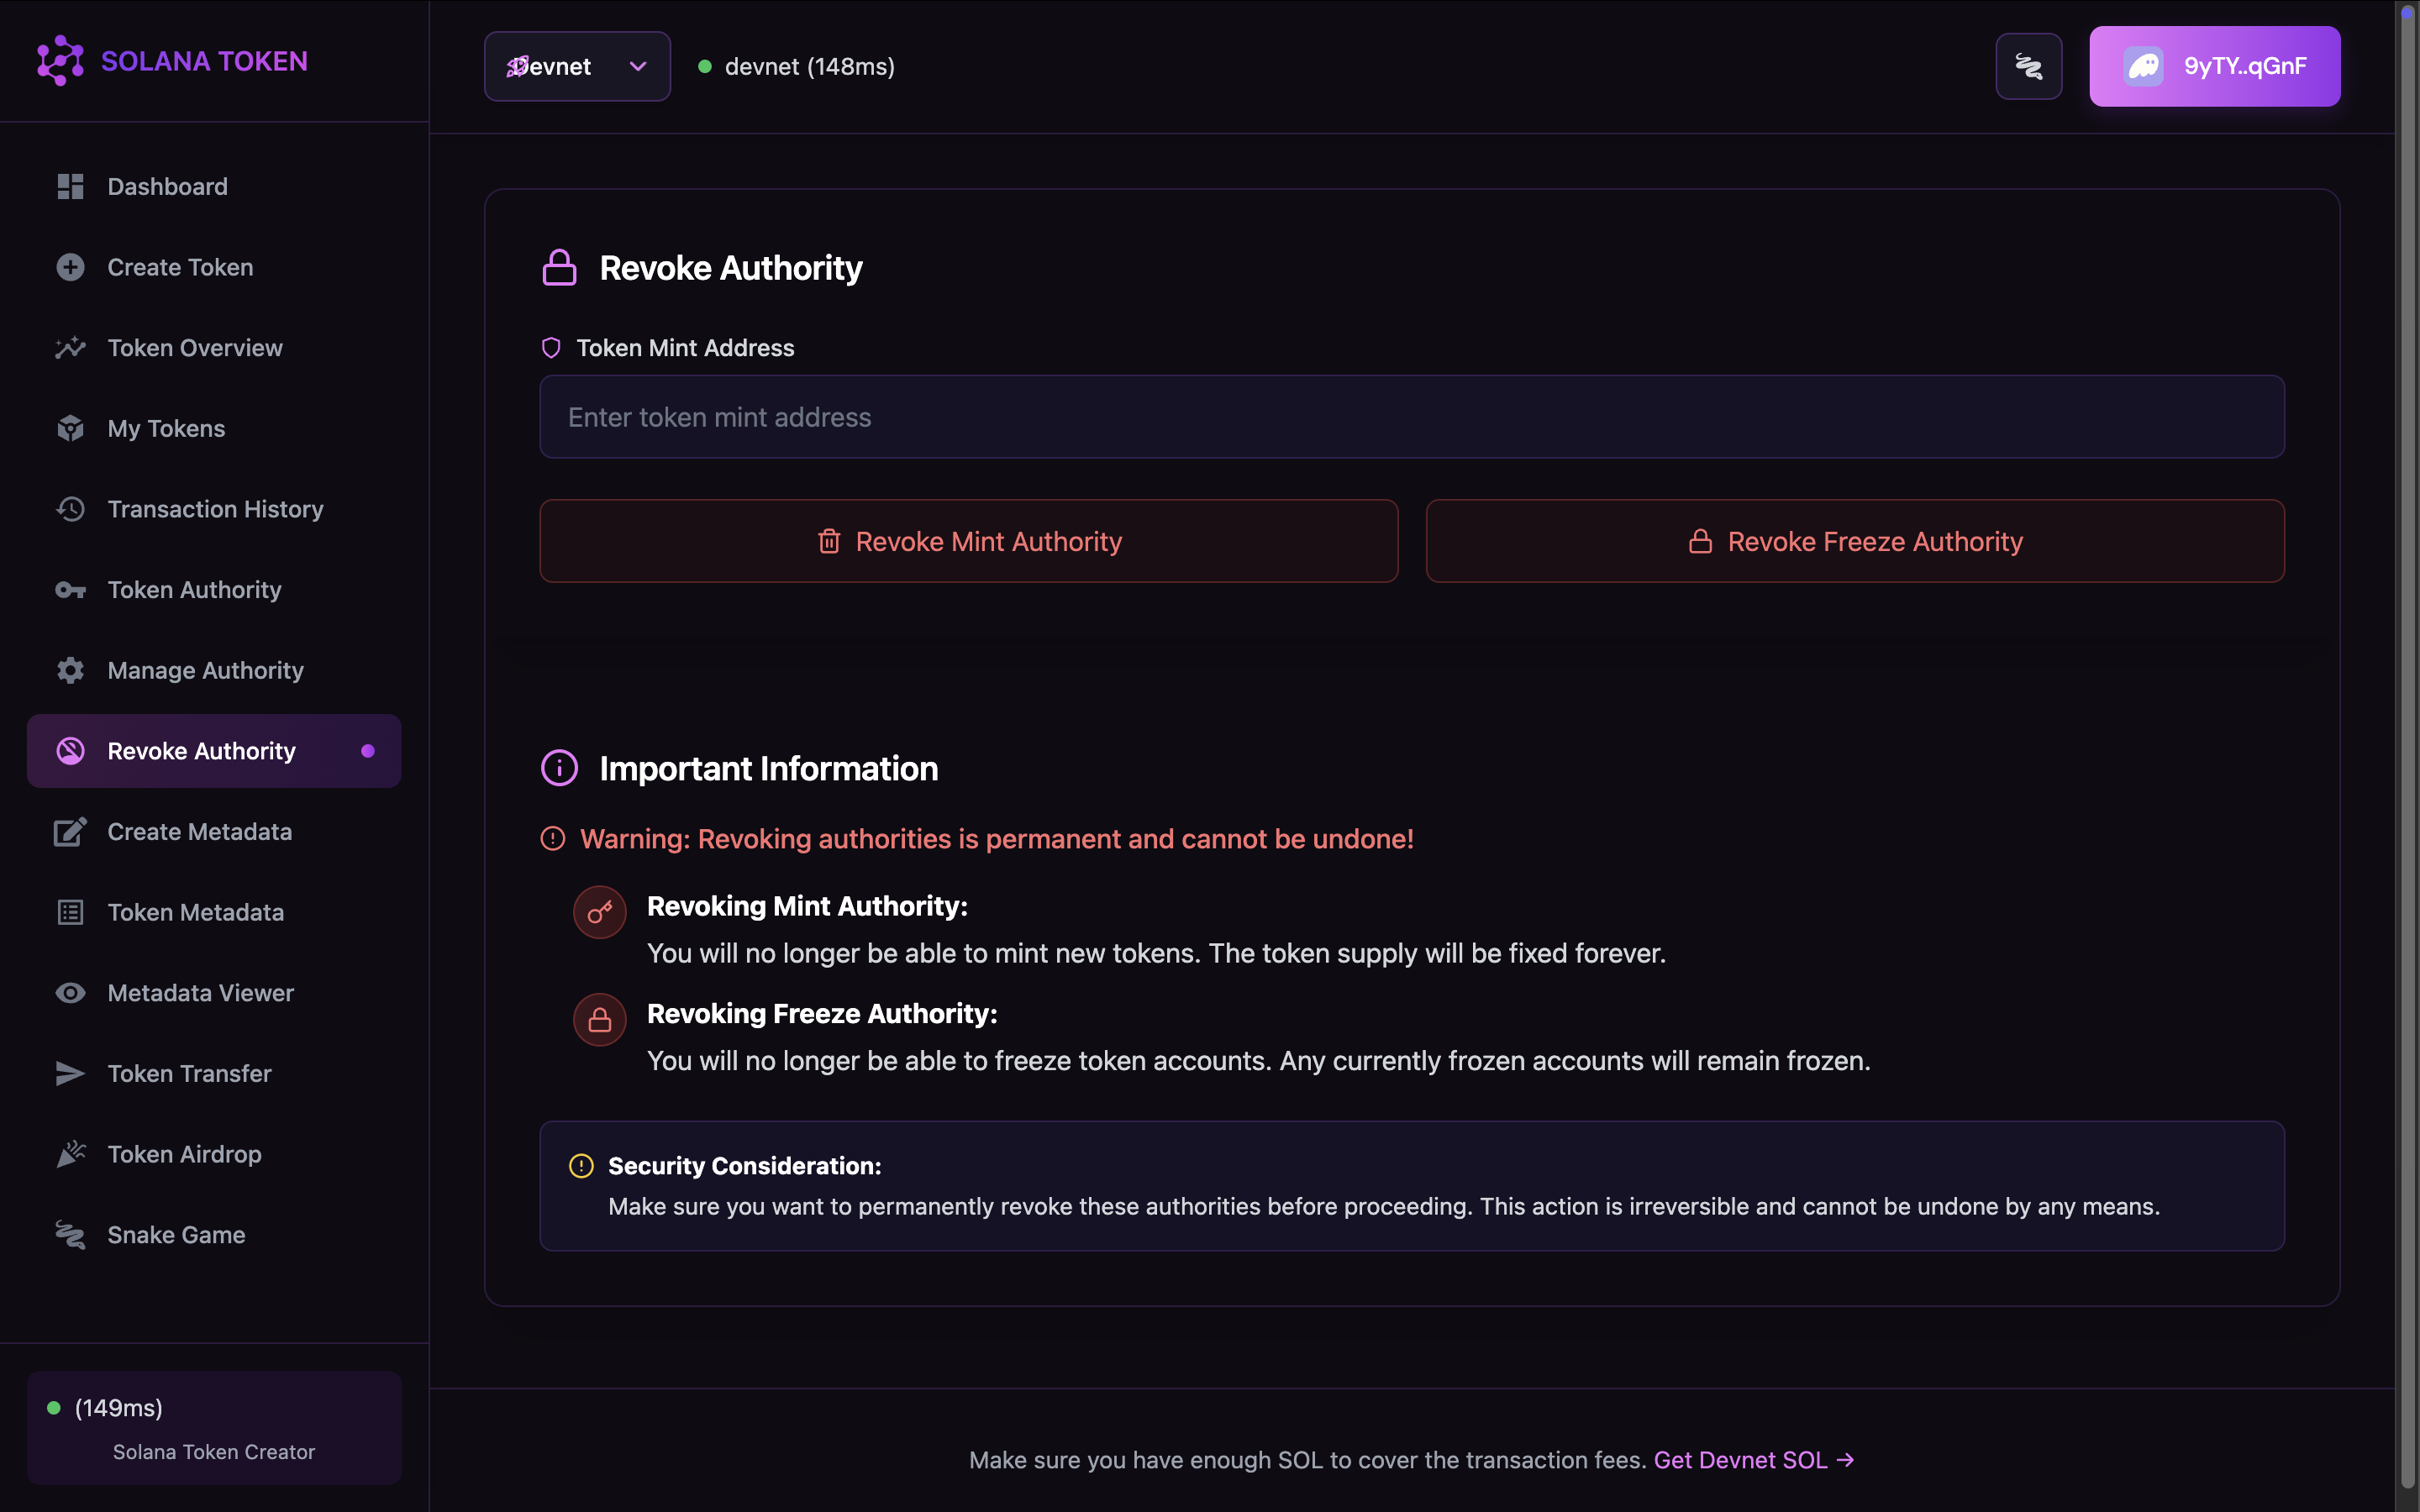 SOLANA TOKEN
Dashboard
Create Token
Token Overview
My Tokens
Transaction History
Token Authority
Manage Authority
Revoke Authority
Create Metadata
Token Metadata
Metadata Viewer
Token Transfer
Token Airdrop
Snake Game
(149ms)
Solana Token Creator
Devnet
devnet (148ms)
9yTY..qGnF
Revoke Authority
Token Mint Address
Enter token mint address
Revoke Mint Authority
Revoke Freeze Authority
Important Information
Warning: Revoking authorities is permanent and cannot be undone!
Revoking Mint Authority:
You will no longer be able to mint new tokens. The token supply will be fixed forever.
Revoking Freeze Authority:
You will no longer be able to freeze token accounts. Any currently frozen accounts will remain frozen.
Security Consideration:
Make sure you want to permanently revoke these authorities before proceeding. This action is irreversible and cannot be undone by any means.
Make sure you have enough SOL to cover the transaction fees. Get Devnet SOL →